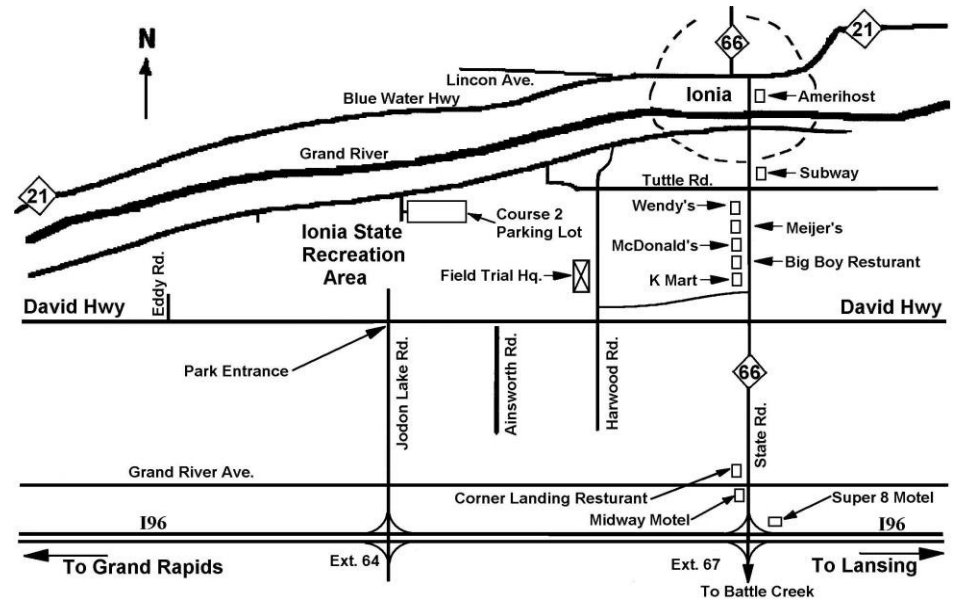 N
66
21
Lincon Ave.
Blue Water Hwy
Ionia
Amerihost
Grand River
21
Tuttle Rd.
Subway
Wendy's
Course 2
Parking Lot
Meijer's
Ionia State
Recreation
Area
McDonald's
Field Trial Hq.
Big Boy Resturant
K Mart
Eddy Rd.
David Hwy
David Hwy
Park Entrance
Jodon Lake Rd.
Ainsworth Rd.
Harwood Rd.
66
State Rd.
Grand River Ave.
Corner Landing Resturant
Midway Motel
Super 8 Motel
I96
I96
To Grand Rapids
Ext. 64
Ext. 67
To Lansing
To Battle Creek